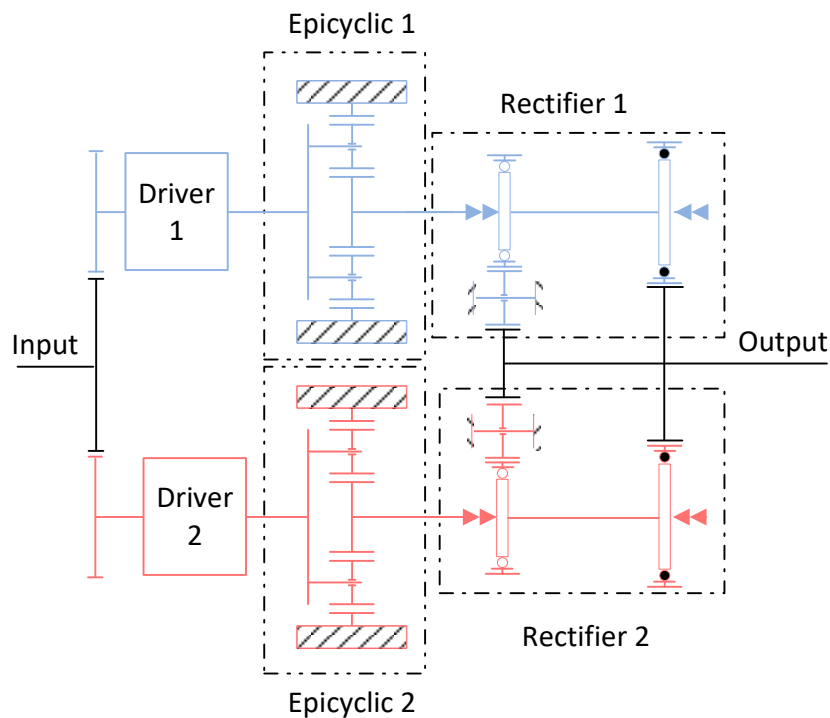 Epicyclic 1
Rectifier 1
Driver
1
Input
Output
Driver
2
Rectifier 2
Epicyclic 2